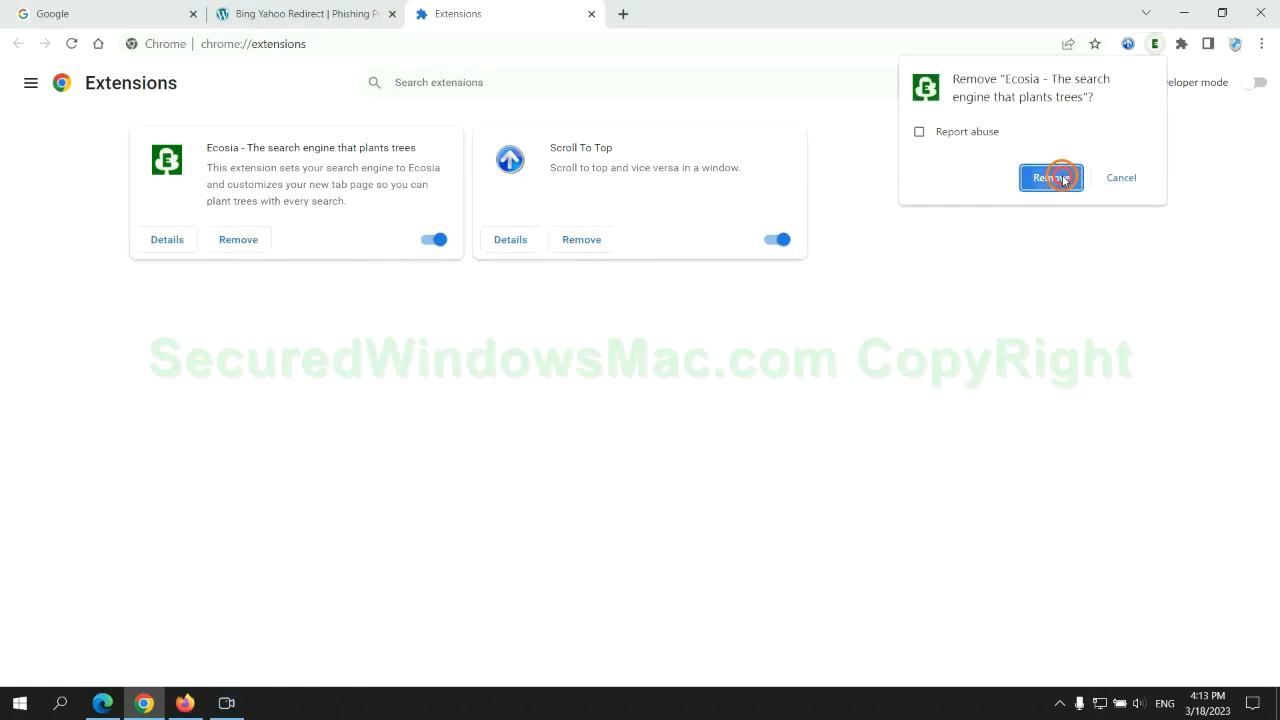 Google
Bing Yahoo Redirect | Phishing Po
Extensions
Chrome | chrome://extensions
Extensions
Search extensions
eloper mode
Remove "Ecosia - The search
engine that plants trees"?
Report abuse
Remove
Cancel
Ecosia - The search engine that plants trees
This extension sets your search engine to Ecosia
and customizes your new tab page so you can
plant trees with every search.
Details
Remove
Scroll To Top
Scroll to top and vice versa in a window.
Details
Remove
SecuredWindowsMac.com CopyRight
ENG
4:13 PM
3/18/2023